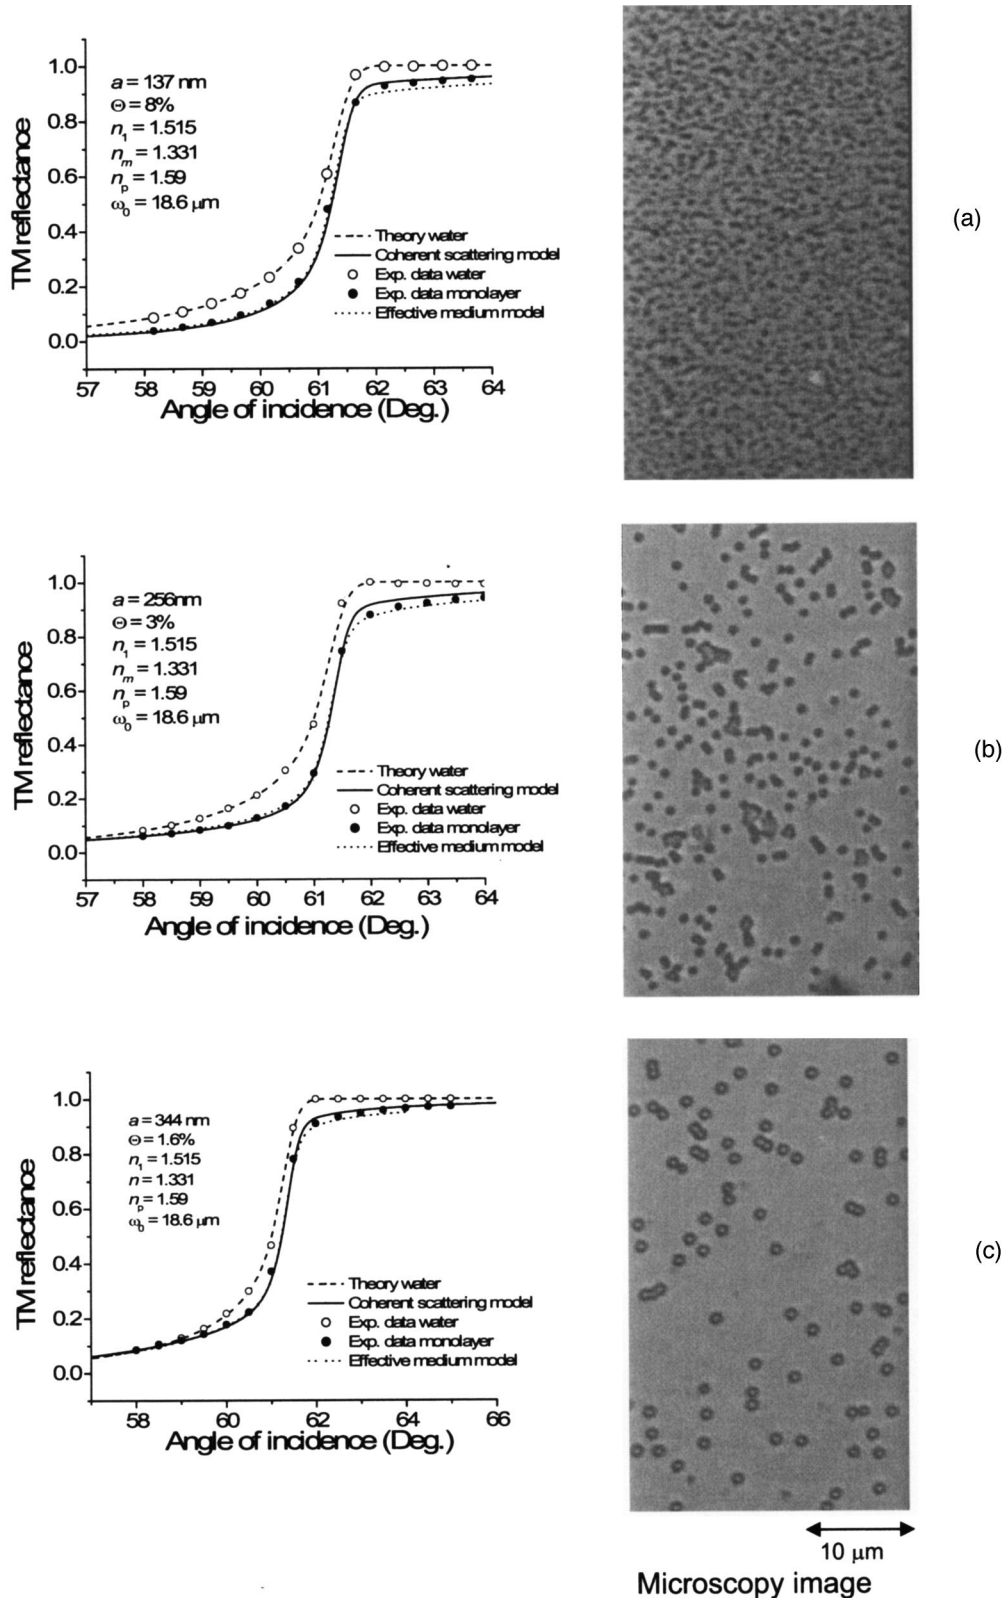 1.0
0.8
0.6
0.4
0.2
0.0
TM reflectance
a = 137 nm
Θ = 8%
n1 = 1.515
nm = 1.331
np = 1.59
ω0 = 18.6 μm
Theory water
Coherent scattering model
Exp. data water
Exp. data monolayer
Effective medium model
57 58 59 60 61 62 63 64
Angle of incidence (Deg.)
(a)
1.0
0.8
0.6
0.4
0.2
0.0
TM reflectance
a = 256nm
Θ = 3%
n1 = 1.515
nm = 1.331
np = 1.59
ω0 = 18.6 μm
Theory water
Coherent scattering model
Exp. data water
Exp. data monolayer
Effective medium model
57 58 59 60 61 62 63 64
Angle of incidence (Deg.)
(b)
1.0
0.8
0.6
0.4
0.2
0.0
TM reflectance
a = 344 nm
Θ = 1.6%
n1 = 1.515
n = 1.331
np = 1.59
ω0 = 18.6 μm
Theory water
Coherent scattering model
Exp. data water
Exp. data monolayer
Effective medium model
58 60 62 64 66
Angle of incidence (Deg.)
(c)
10 μm
Microscopy image